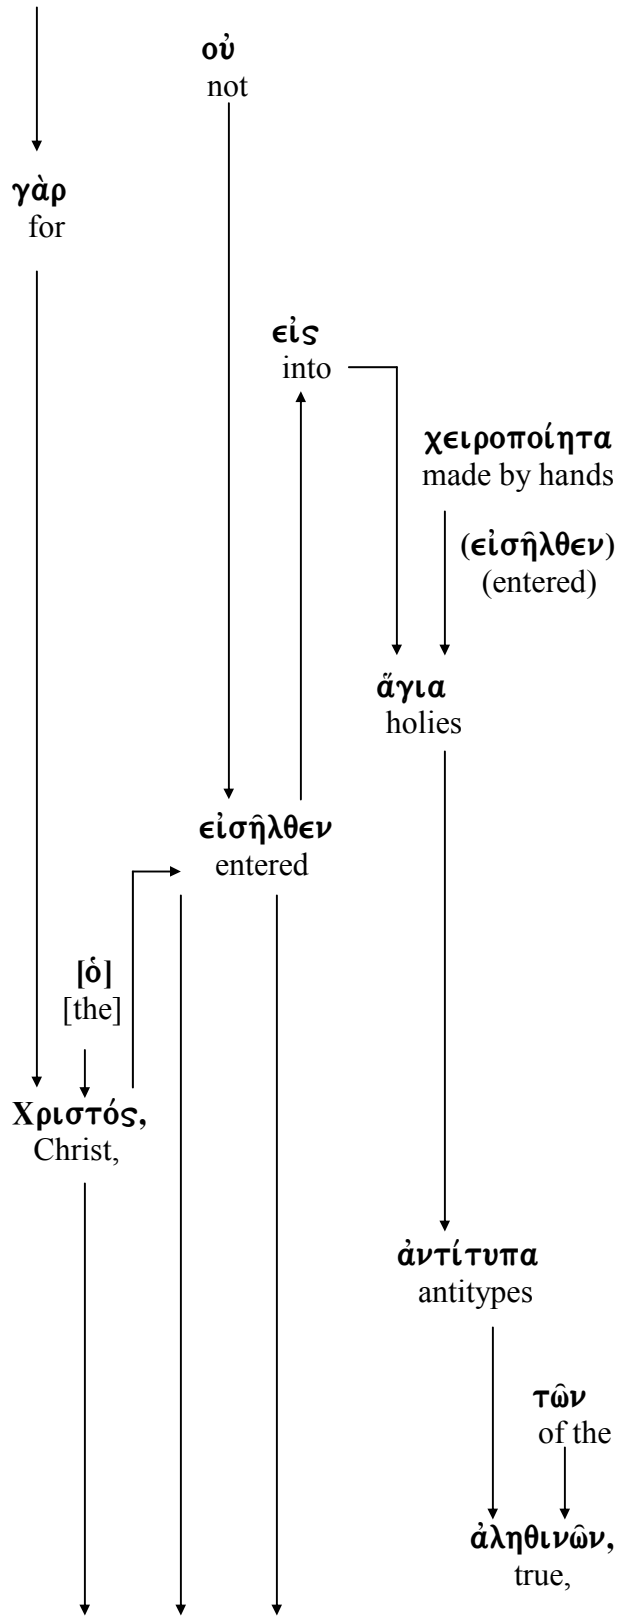 οὐ
not
γὰρ
for
εἰς
into
χειροποίητα
made by hands
(εἰσῆλθεν)
(entered)
ἅγια
holies
εἰσῆλθεν
entered
[ὁ]
[the]
Χριστός,
Christ,
ἀντίτυπα
antitypes
τῶν
of the
ἀληθινῶν,
true,